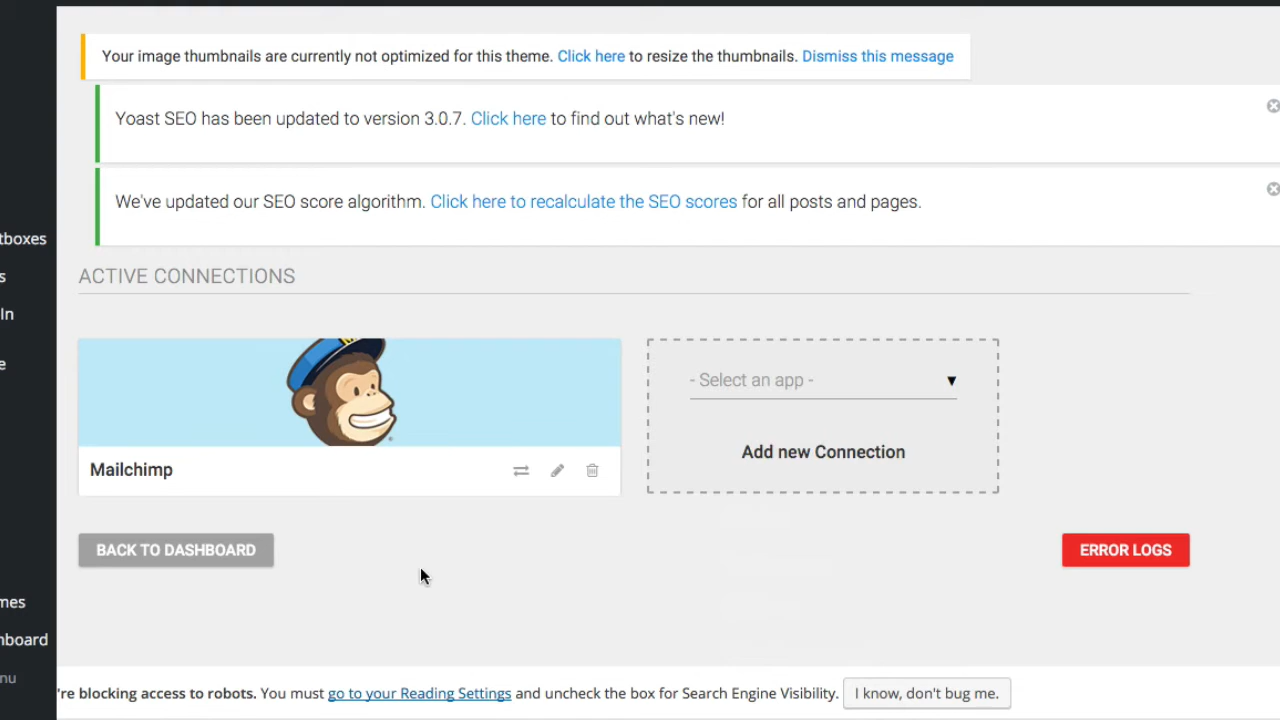 Your image thumbnails are currently not optimized for this theme. Click here to resize the thumbnails. Dismiss this message
Yoast SEO has been updated to version 3.0.7. Click here to find out what's new!
We've updated our SEO score algorithm. Click here to recalculate the SEO scores for all posts and pages.
tboxes
s
In
e
mes
hboard
nu
ACTIVE CONNECTIONS
- Select an app -
Add new Connection
Mailchimp
BACK TO DASHBOARD
ERROR LOGS
're blocking access to robots. You must go to your Reading Settings and uncheck the box for Search Engine Visibility. I know, don't bug me.